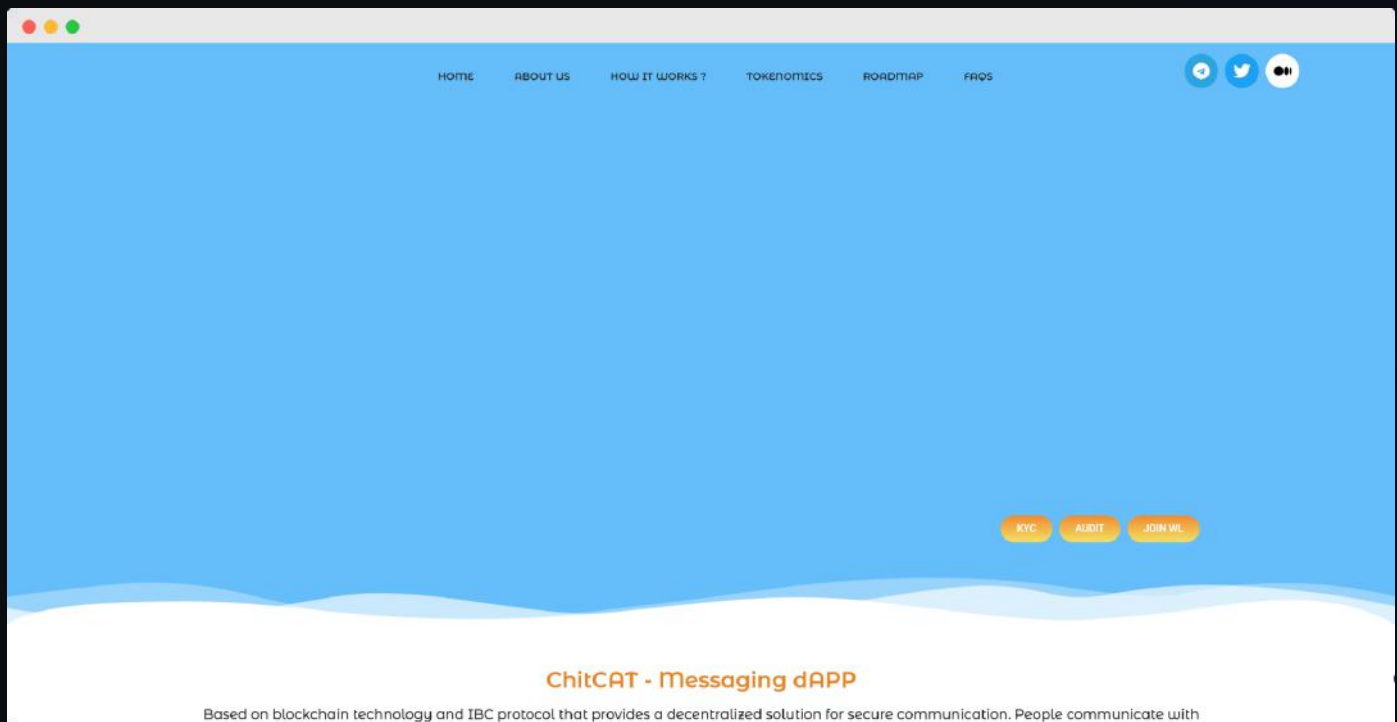 HOME ABOUT US HOW IT WORKS ? TOKENOMICS ROADMAP FAQS
KYC AUDIT JOIN WL
ChitCAT - Messaging dAPP
Based on blockchain technology and IBC protocol that provides a decentralized solution for secure communication. People communicate with